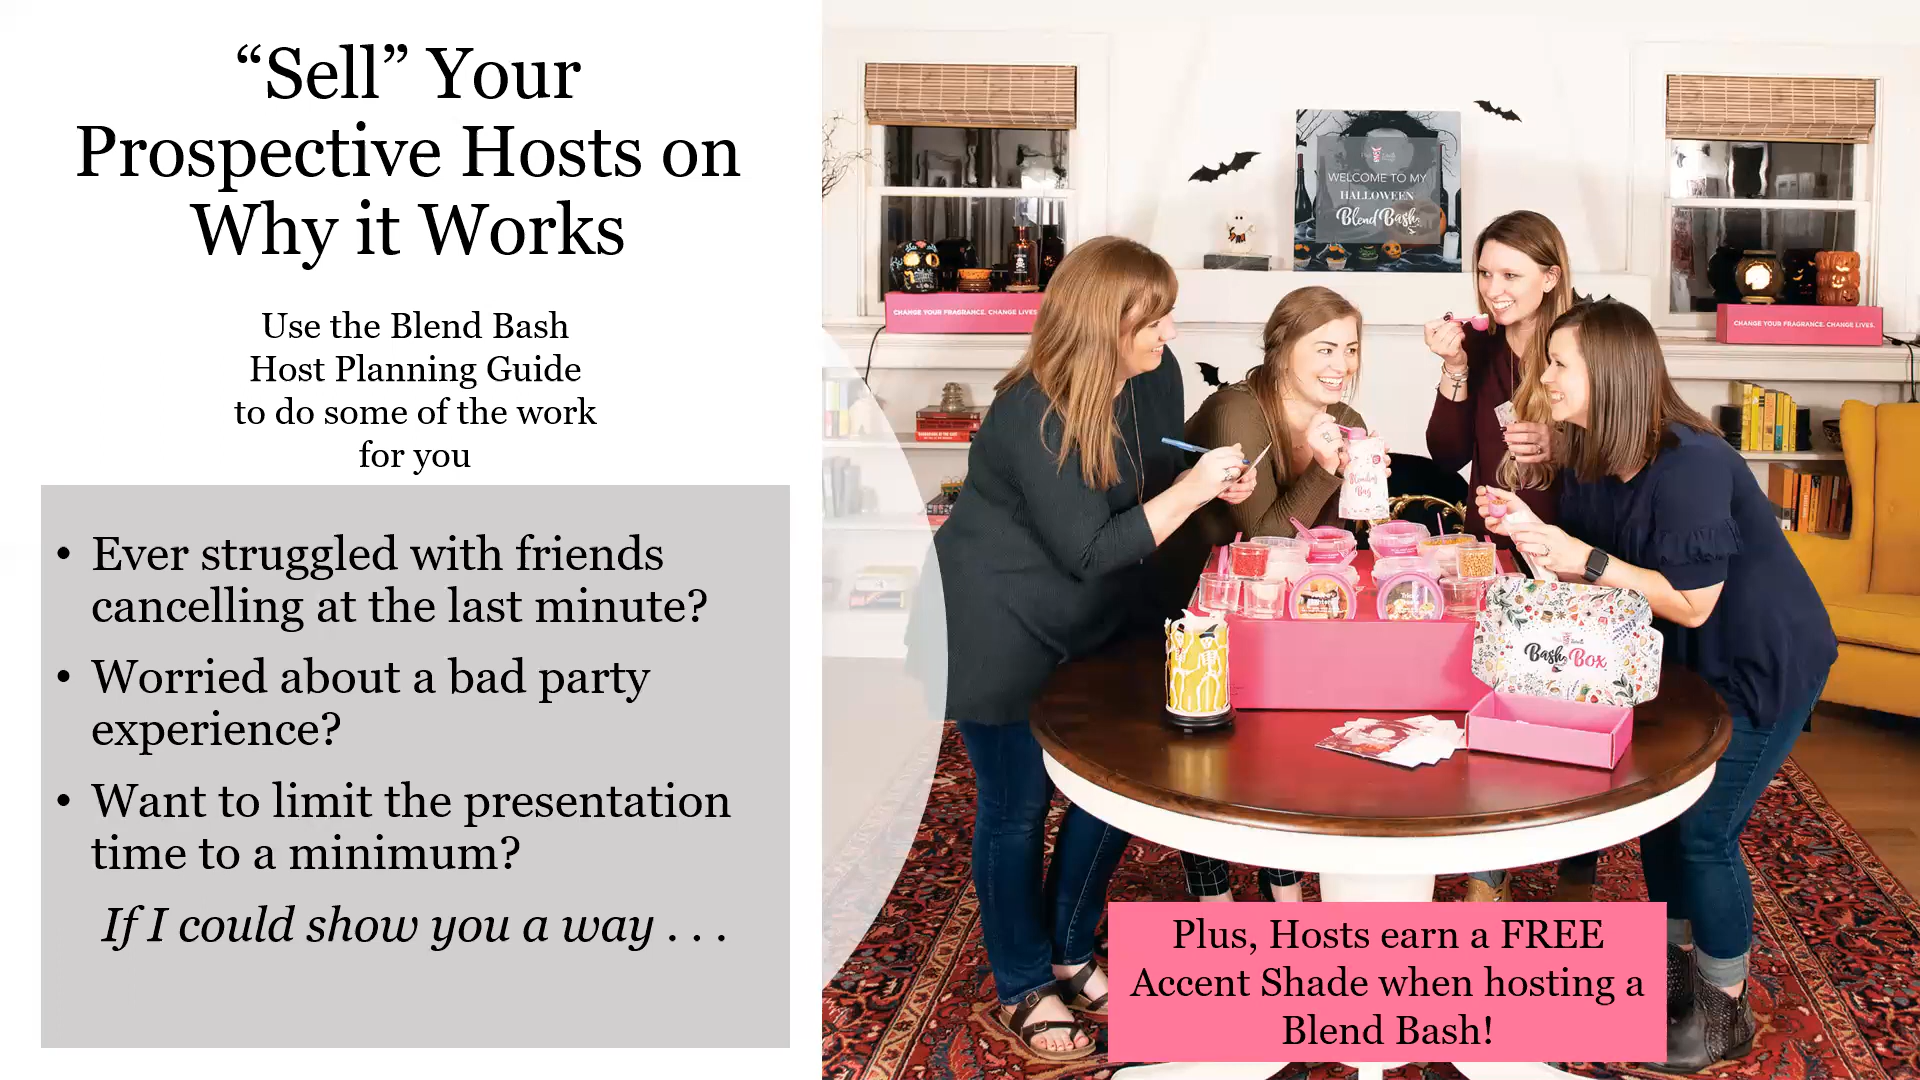 “Sell” Your
Prospective Hosts on
Why it Works
Use the Blend Bash
Host Planning Guide
to do some of the work
for you
• Ever struggled with friends
cancelling at the last minute?
• Worried about a bad party
experience?
• Want to limit the presentation
time to a minimum?
If I could show you a way . . .
WELCOME TO MY
HALLOWEEN
Blend Bash
CHANGE YOUR FRAGRANCE. CHANGE LIVES
CHANGE YOUR FRAGRANCE. CHANGE LIVES.
Blending
Bag
Bash Box
Plus, Hosts earn a FREE
Accent Shade when hosting a
Blend Bash!